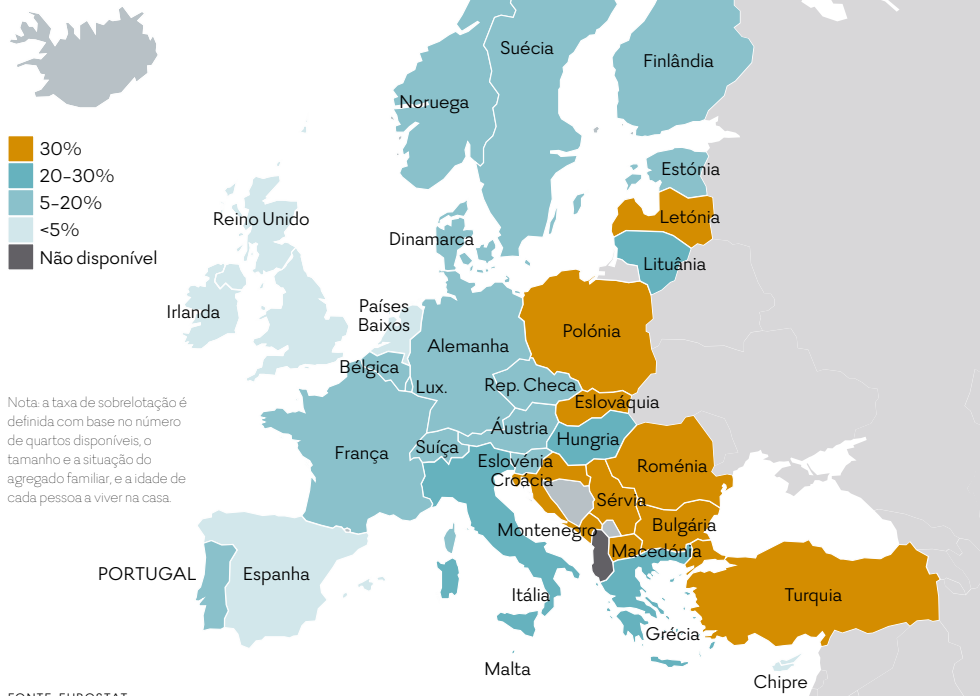 Suécia
Finlândia
Noruega
30%
20-30%
5-20%
<5%
Não disponível
Estónia
Letónia
Lituânia
Reino Unido
Dinamarca
Irlanda
Países
Baixos
Polónia
Alemanha
Bélgica
Lux.
Rep. Checa
Eslováquia
Nota: a taxa de sobrelotação é
definida com base no número
de quartos disponíveis, o
tamanho e a situação do
agregado familiar, e a idade de
cada pessoa a viver na casa.
Áustria
Hungria
França
Suíça
Eslovénia
Croácia
Roménia
Sérvia
Montenegro
Bulgária
Macedónia
PORTUGAL
Espanha
Itália
Turquia
Grécia
Malta
Chipre
FONTE: EUROSTAT